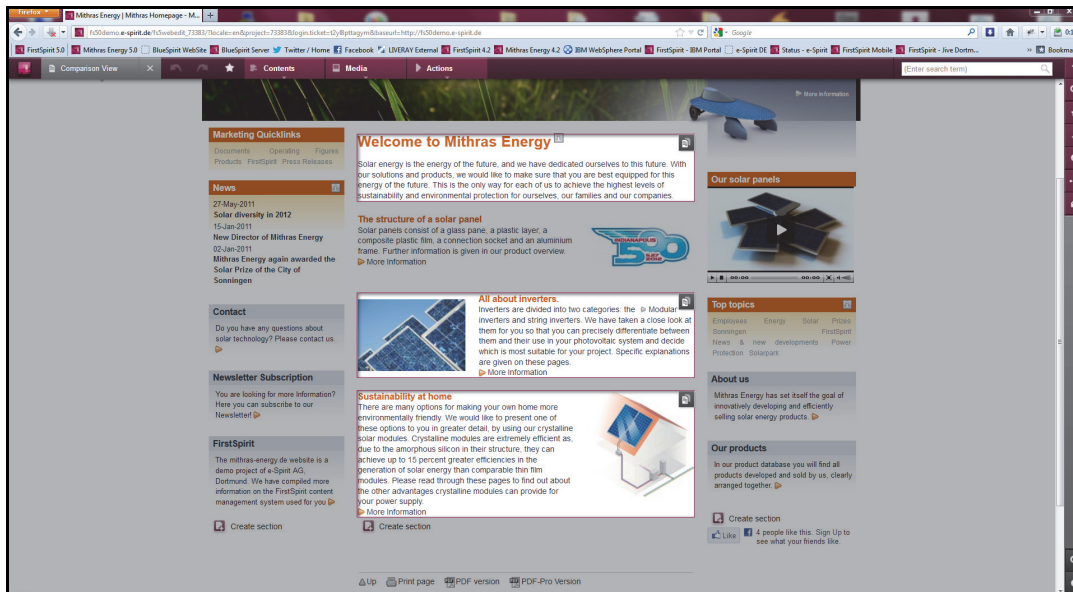 Firefox
Mithras Energy | Mithras Homepage - M...
fs50demo.e-spirit.de/fs5webedit_73383/?locale=en&project=73383&login.ticket=t2yl8pttagym&baseurl=http://fs50demo.e-spirit.de
Google
FirstSpirit 5.0 Mithras Energy 5.0 BlueSpirit WebSite BlueSpirit Server Twitter / Home Facebook LIVERAY External FirstSpirit 4.2 Mithras Energy 4.2 IBM WebSphere Portal FirstSpirit - IBM Portal e-Spirit DE Status - e-Spirit FirstSpirit Mobile FirstSpirit - Jive Dortm...
Comparison View
Contents
Media
Actions
(Enter search term)
More information
Marketing Quicklinks
Documents Operating Figures
Products FirstSpirit Press Releases
News
27-May-2011
Solar diversity in 2012
15-Jan-2011
New Director of Mithras Energy
02-Jan-2011
Mithras Energy again awarded the
Solar Prize of the City of
Sonningen
Contact
Do you have any questions about
solar technology? Please contact us.
Newsletter Subscription
You are looking for more Information?
Here you can subscribe to our
Newsletter!
FirstSpirit
The mithras-energy.de website is a
demo project of e-Spirit AG,
Dortmund. We have compiled more
information on the FirstSpirit content
management system used for you
Create section
Welcome to Mithras Energy
Solar energy is the energy of the future, and we have dedicated ourselves to this future. With
our solutions and products, we would like to make sure that you are best equipped for this
energy of the future. This is the only way for each of us to achieve the highest levels of
sustainability and environmental protection for ourselves, our families and our companies.
The structure of a solar panel
Solar panels consist of a glass pane, a plastic layer, a
composite plastic film, a connection socket and an aluminium
frame. Further information is given in our product overview.
More Information
INDIANAPOLIS
500
All about inverters.
Inverters are divided into two categories: the Modular
inverters and string inverters. We have taken a close look at
them for you so that you can precisely differentiate between
them and their use in your photovoltaic system and decide
which is most suitable for your project. Specific explanations
are given on these pages.
More Information
Sustainability at home
There are many options for making your own home more
environmentally friendly. We would like to present one of
these options to you in greater detail, by using our crystalline
solar modules. Crystalline modules are extremely efficient as,
due to the amorphous silicon in their structure, they can
achieve up to 15 percent greater efficiencies in the
generation of solar energy than comparable thin film
modules. Please read through these pages to find out about
the other advantages crystalline modules can provide for
your power supply.
More Information
Create section
Up Print page PDF version PDF-Pro Version
Our solar panels
00:00 00:00
Top topics
Employees Energy Solar Prizes
Sonningen FirstSpirit
News & new developments Power
Protection Solarpark
About us
Mithras Energy has set itself the goal of
innovatively developing and efficiently
selling solar energy products.
Our products
In our product database you will find all
products developed and sold by us, clearly
arranged together.
Create section
Like
4 people like this. Sign Up to
see what your friends like.